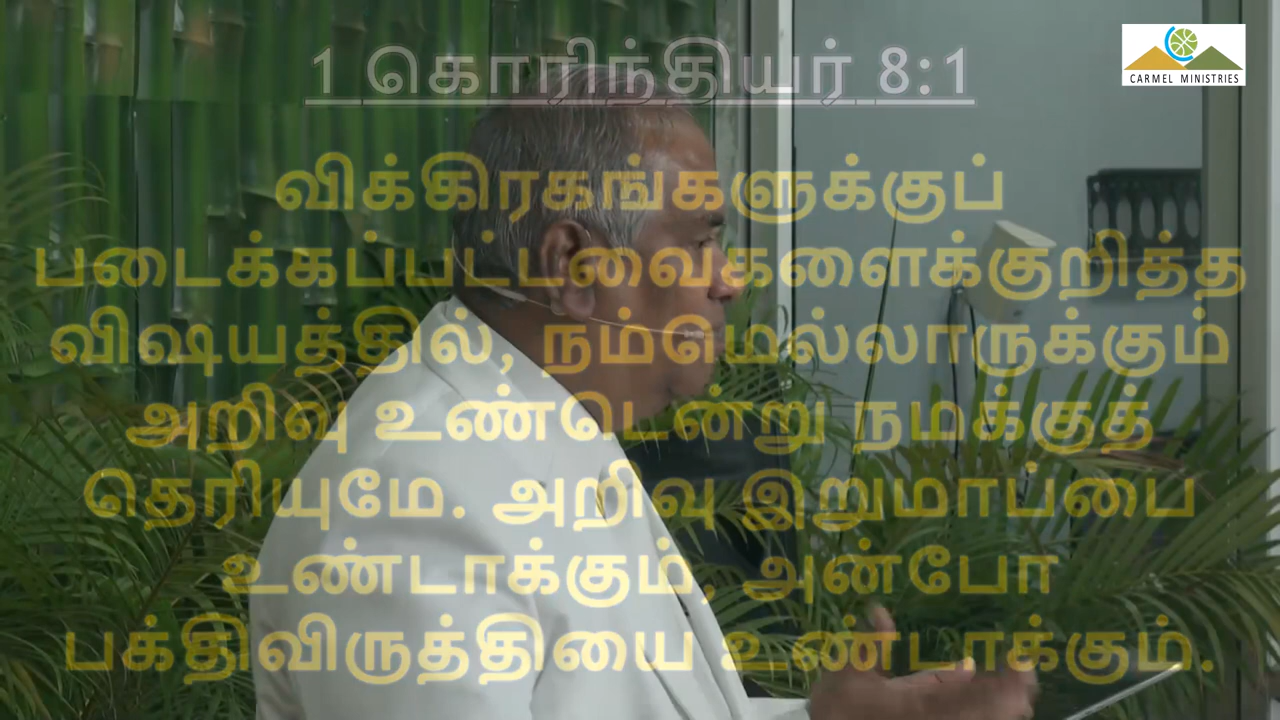 1 கொரிந்தியர் 8:1
CARMEL MINISTRIES
விக்கிரகங்களுக்குப்
படைக்கப்பட்டவைகளைக்குறித்த
விஷயத்தில், நம்மெல்லாருக்கும்
அறிவு உண்டென்று நமக்குத்
தெரியுமே. அறிவு இறுமாப்பை
உண்டாக்கும், அன்போ
பக்திவிருத்தியை உண்டாக்கும்.